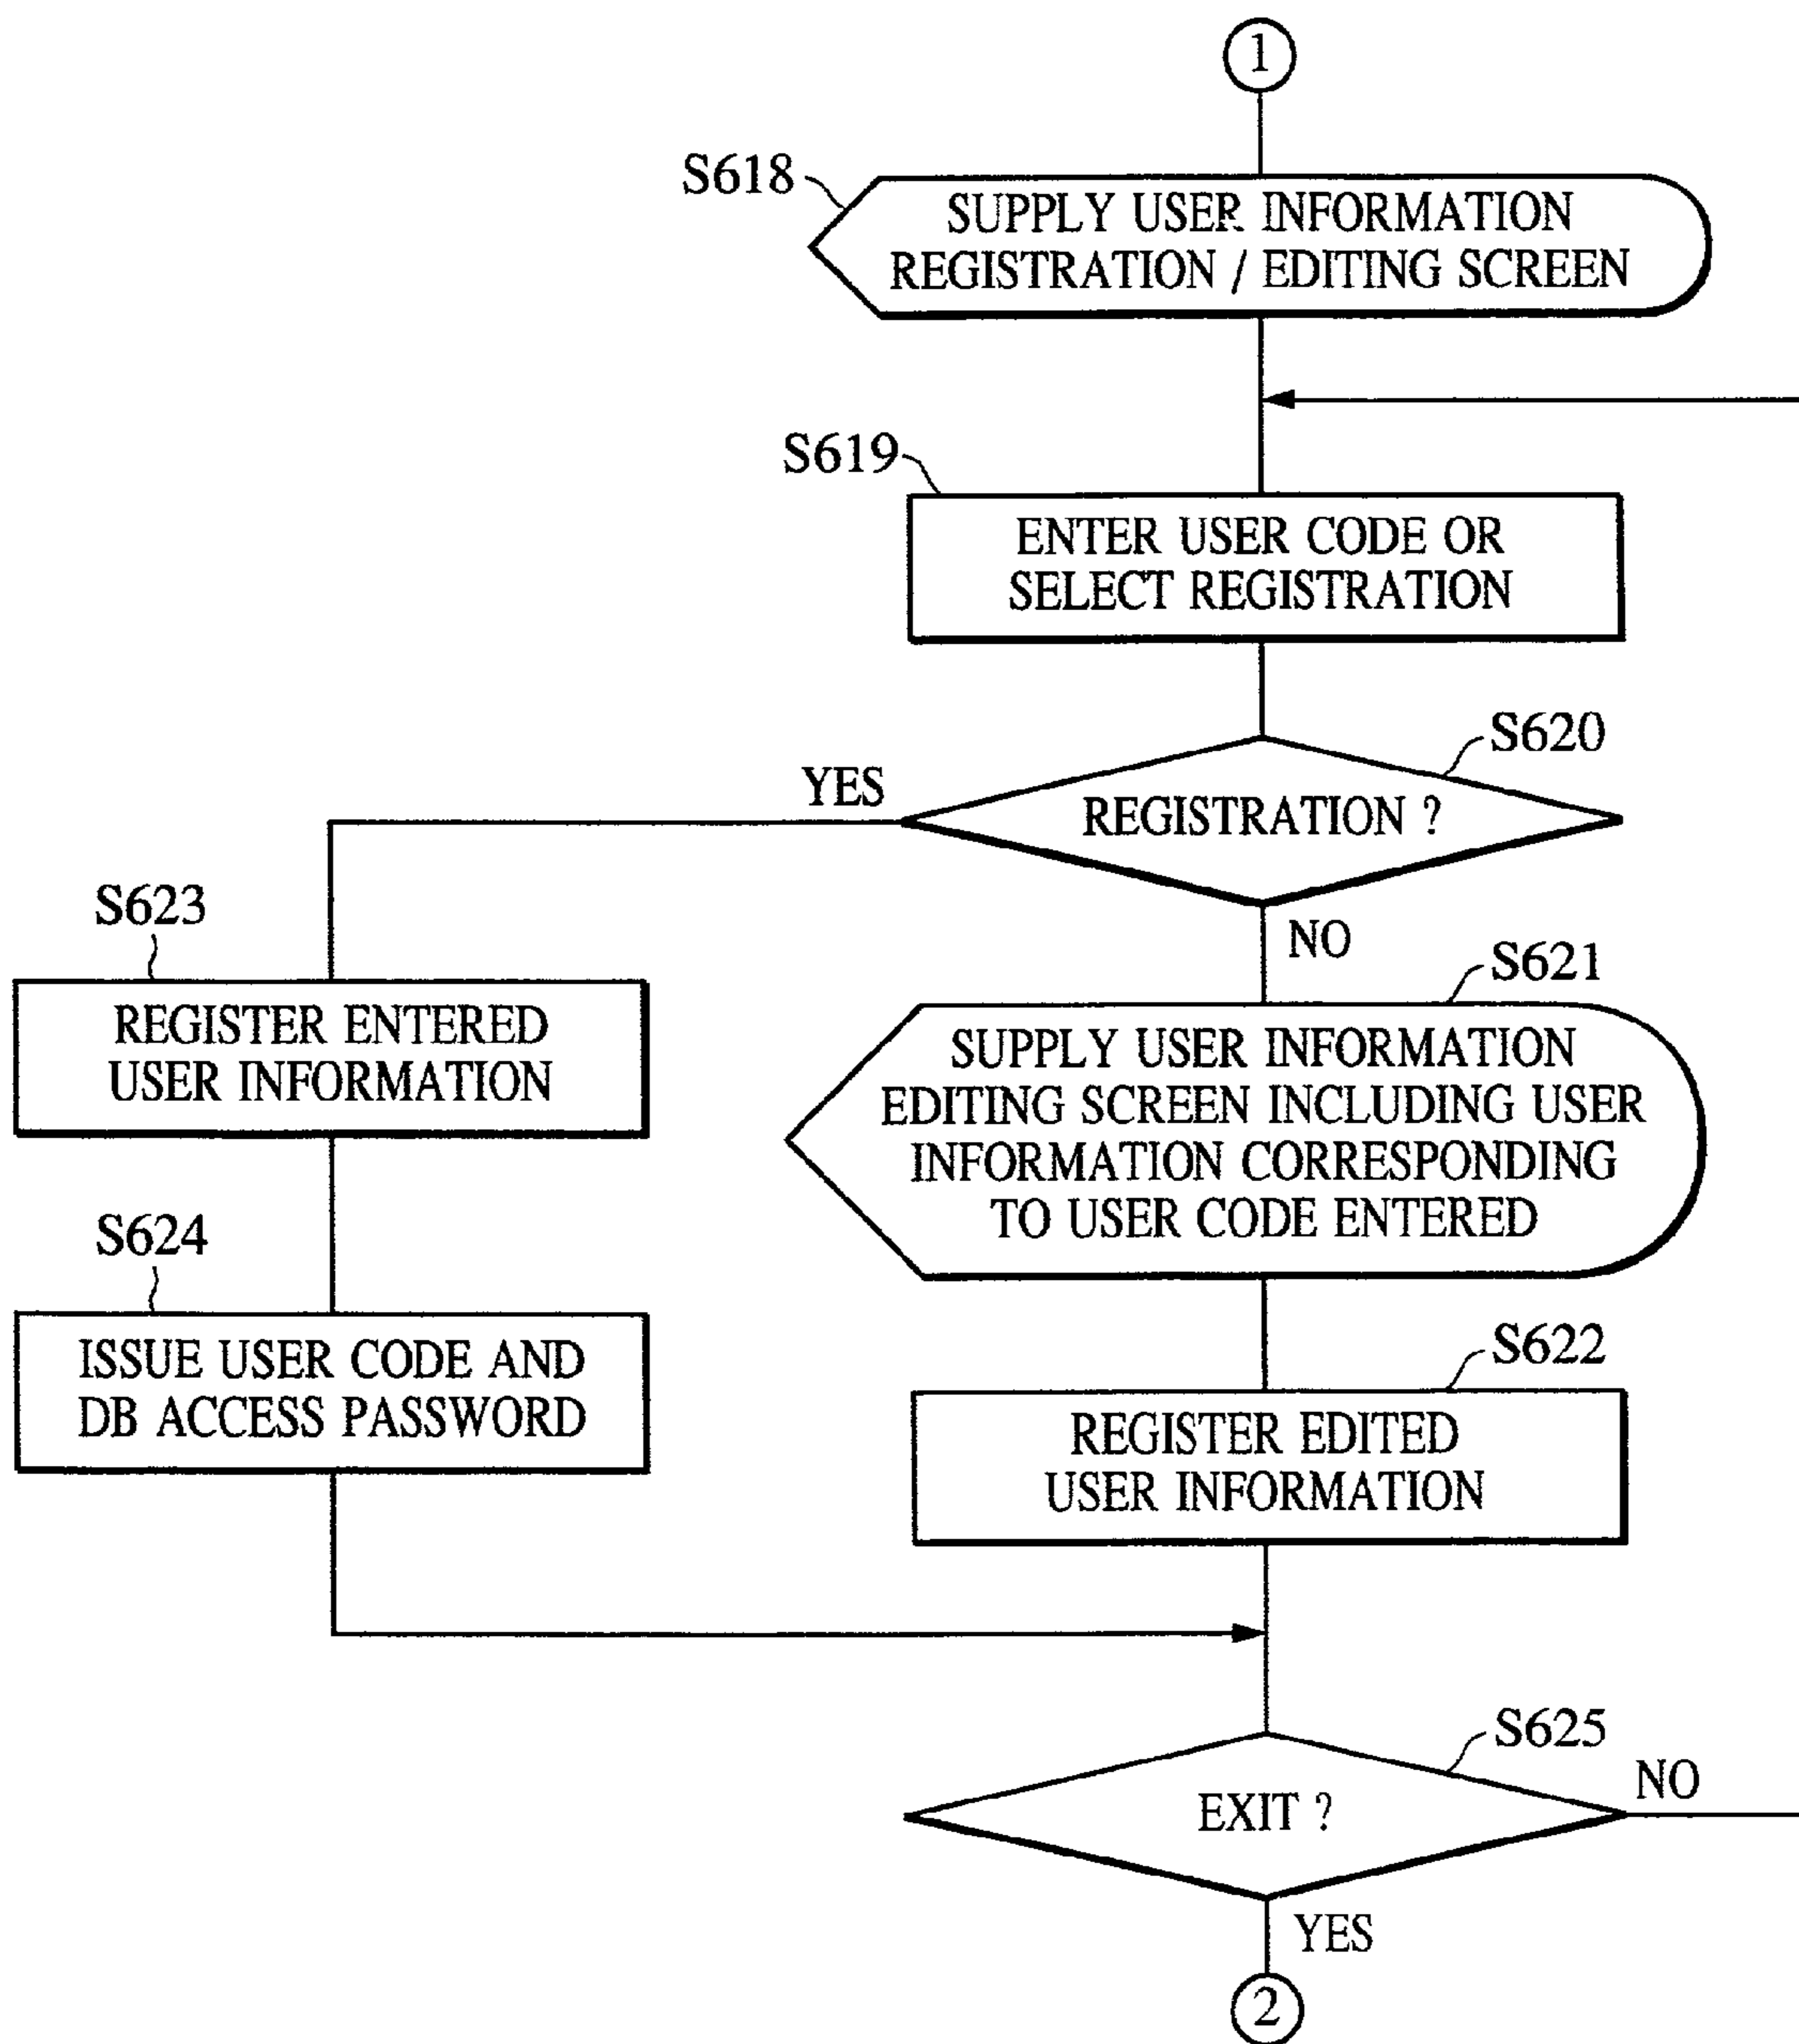 1
S618
SUPPLY USER INFORMATION
REGISTRATION / EDITING SCREEN
S619
ENTER USER CODE OR
SELECT REGISTRATION
S620
YES
REGISTRATION ?
NO
S623
REGISTER ENTERED
USER INFORMATION
S621
SUPPLY USER INFORMATION
EDITING SCREEN INCLUDING USER
INFORMATION CORRESPONDING
TO USER CODE ENTERED
S624
ISSUE USER CODE AND
DB ACCESS PASSWORD
S622
REGISTER EDITED
USER INFORMATION
S625
EXIT ?
NO
YES
2